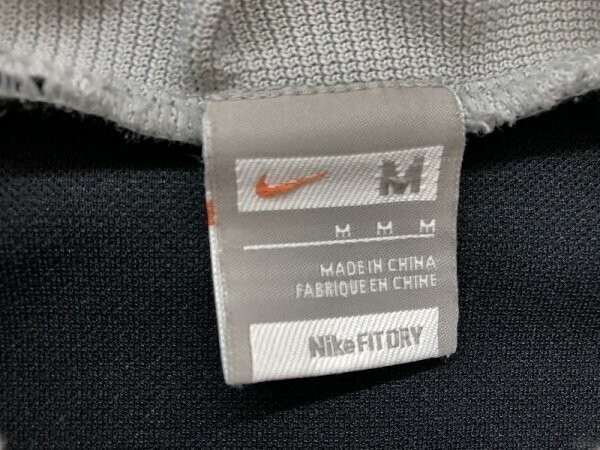 M
M M M
MADE IN CHINA
FABRIQUE EN CHINE
Nike FIT DRY